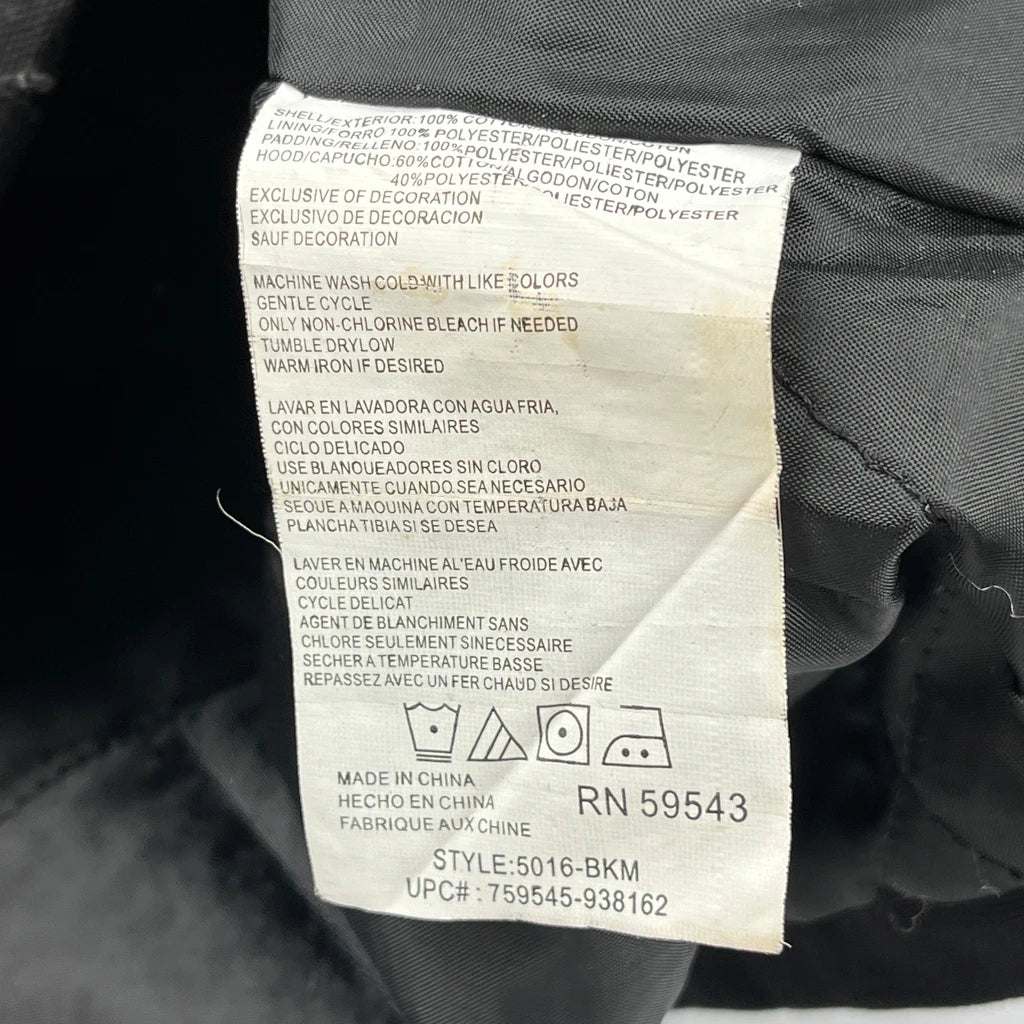 SHELL/EXTERIOR:100% COTTON/ALGODON/COTON
LINING/FORRO 100% POLYESTER/POLIESTER/POLYESTER
PADDING/RELLENO:100%POLYESTER/POLIESTER/POLYESTER
HOOD/CAPUCHO:60%COTTON/ALGODON/COTON
40%POLYESTER/POLIESTER/POLYESTER
EXCLUSIVE OF DECORATION
EXCLUSIVO DE DECORACION
SAUF DECORATION
MACHINE WASH COLD WITH LIKE COLORS
GENTLE CYCLE
ONLY NON-CHLORINE BLEACH IF NEEDED
TUMBLE DRYLOW
WARM IRON IF DESIRED
LAVAR EN LAVADORA CON AGUA FRIA,
CON COLORES SIMILAIRES
CICLO DELICADO
USE BLANQUEADORES SIN CLORO
UNICAMENTE CUANDO.SEA NECESARIO
SEQUE A MAQUINA CON TEMPERATURA BAJA
PLANCHA TIBIA SI SE DESEA
LAVER EN MACHINE AL'EAU FROIDE AVEC
COULEURS SIMILAIRES
CYCLE DELICAT
AGENT DE BLANCHIMENT SANS
CHLORE SEULEMENT SINECESSAIRE
SECHER A TEMPERATURE BASSE
REPASSEZ AVEC UN FER CHAUD SI DESIRE
MADE IN CHINA
HECHO EN CHINA
FABRIQUE AUX CHINE
RN 59543
STYLE:5016-BKM
UPC# : 759545-938162